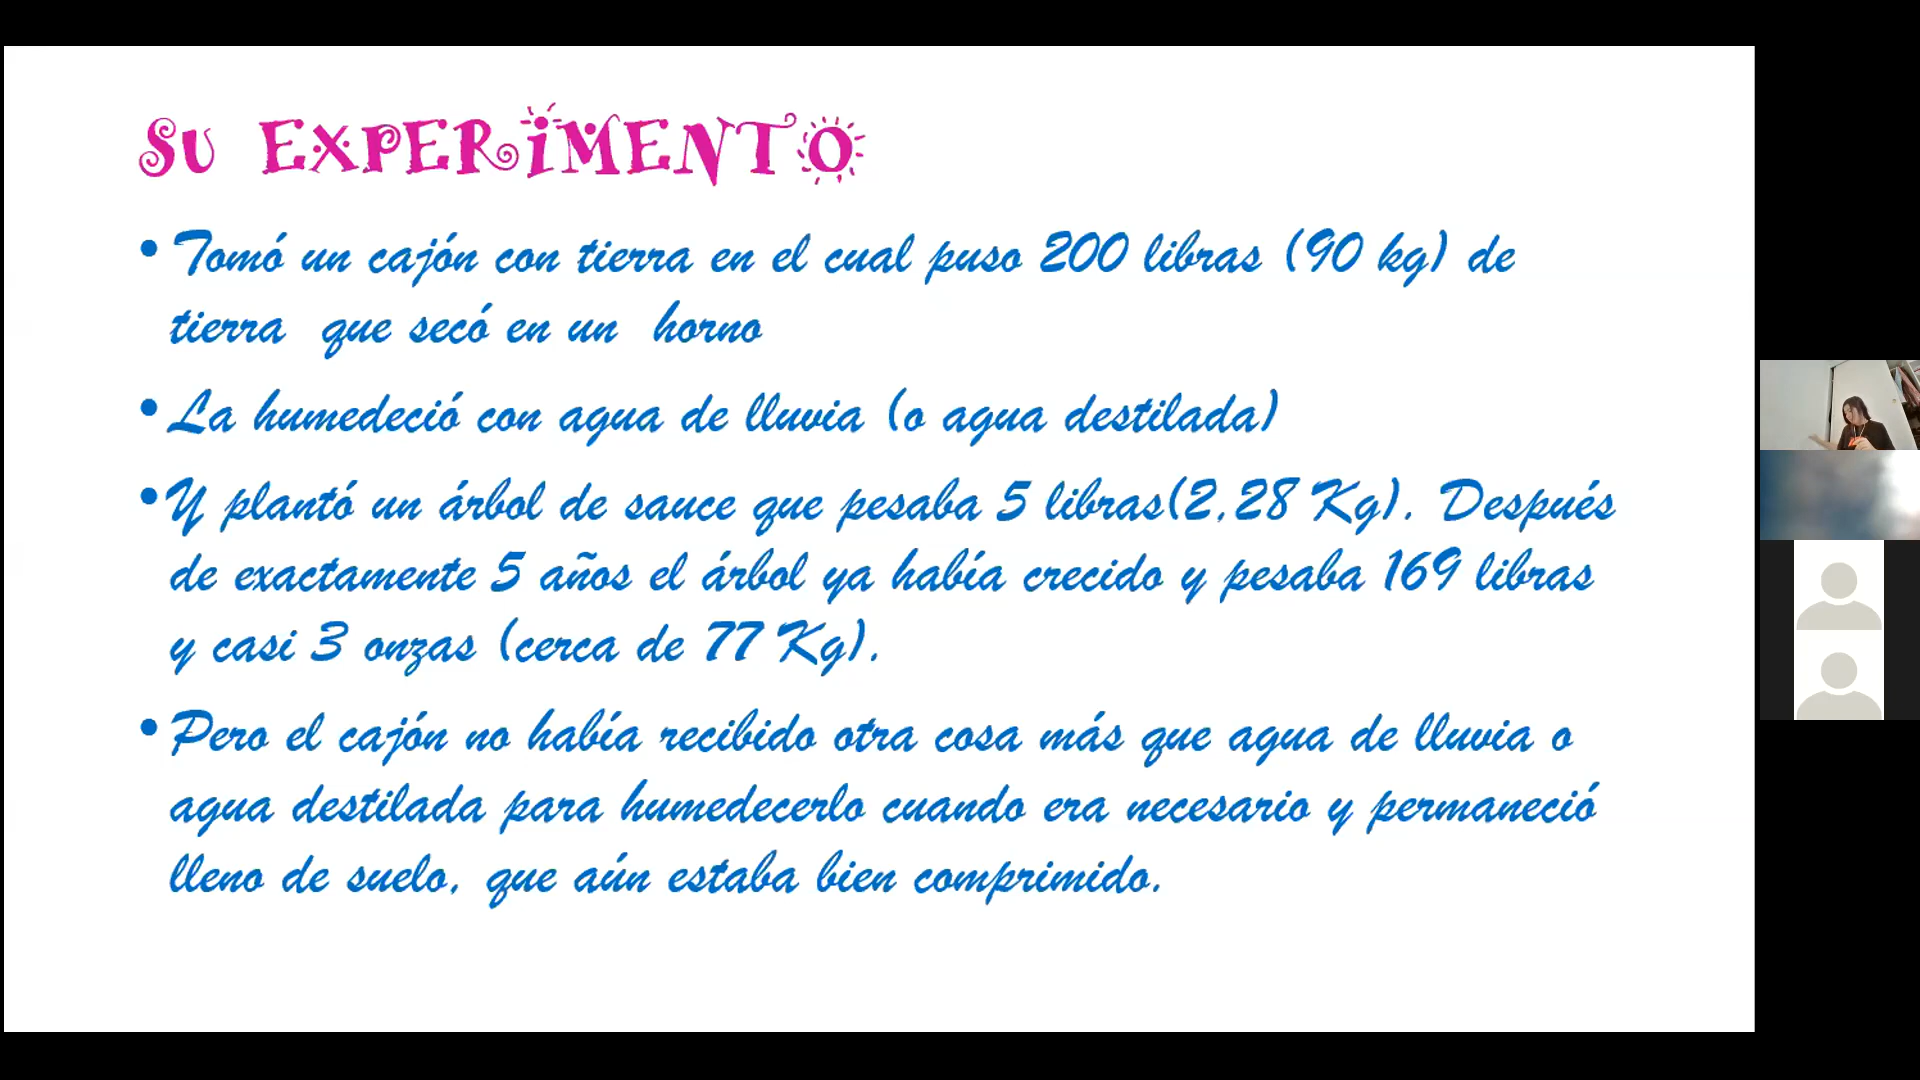 Su EXPERiMENTO
• Tomó un cajón con tierra en el cual puso 200 libras (90 kg) de
tierra que secó en un horno
• La humedeció con agua de lluvia (o agua destilada)
• Y plantó un árbol de sauce que pesaba 5 libras(2,28 Kg). Después
de exactamente 5 años el árbol ya había crecido y pesaba 169 libras
y casi 3 onzas (cerca de 77 Kg).
• Pero el cajón no había recibido otra cosa más que agua de lluvia o
agua destilada para humedecerlo cuando era necesario y permaneció
lleno de suelo, que aún estaba bien comprimido.